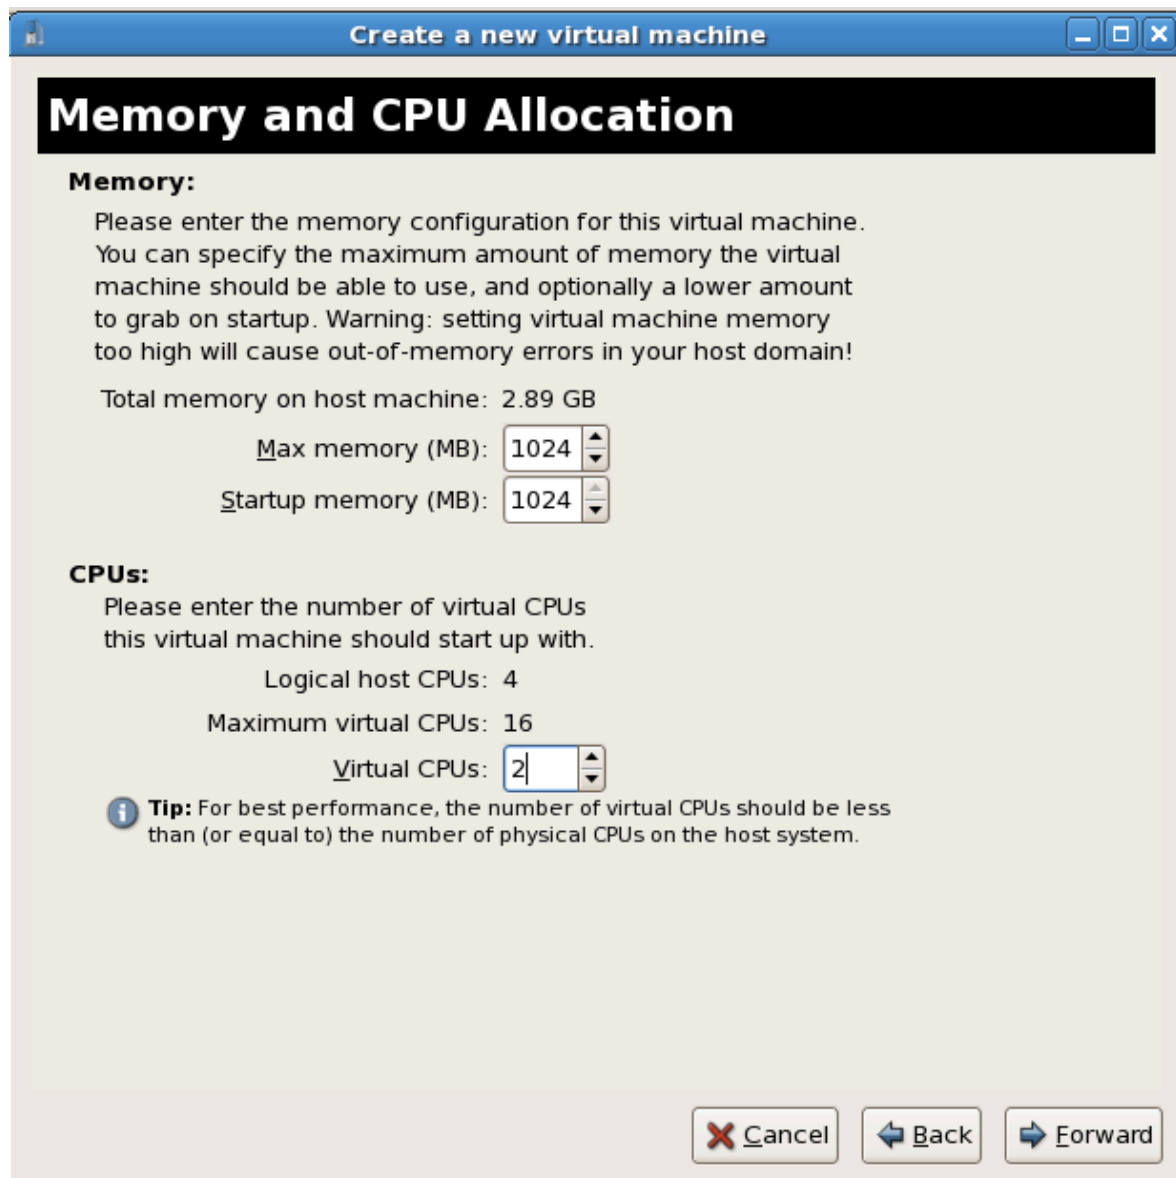 Create a new virtual machine
Memory and CPU Allocation
Memory:
Please enter the memory configuration for this virtual machine.
You can specify the maximum amount of memory the virtual
machine should be able to use, and optionally a lower amount
to grab on startup. Warning: setting virtual machine memory
too high will cause out-of-memory errors in your host domain!
Total memory on host machine: 2.89 GB
Max memory (MB): 1024
Startup memory (MB): 1024
CPUs:
Please enter the number of virtual CPUs
this virtual machine should start up with.
Logical host CPUs: 4
Maximum virtual CPUs: 16
Virtual CPUs: 2
Tip: For best performance, the number of virtual CPUs should be less
than (or equal to) the number of physical CPUs on the host system.
Cancel Back Forward